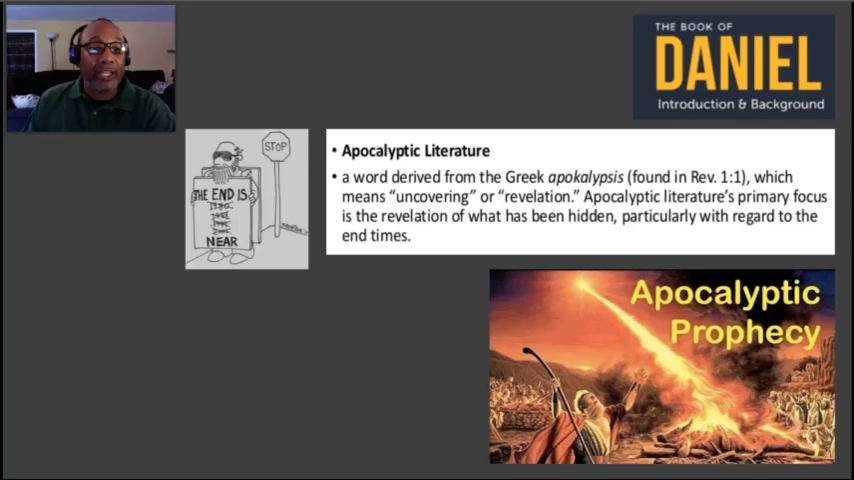 THE BOOK OF
DANIEL
Introduction & Background
STOP
THE END IS
NEAR
• Apocalyptic Literature
• a word derived from the Greek apokalypsis (found in Rev. 1:1), which
means “uncovering” or “revelation.” Apocalyptic literature’s primary focus
is the revelation of what has been hidden, particularly with regard to the
end times.
Apocalyptic
Prophecy